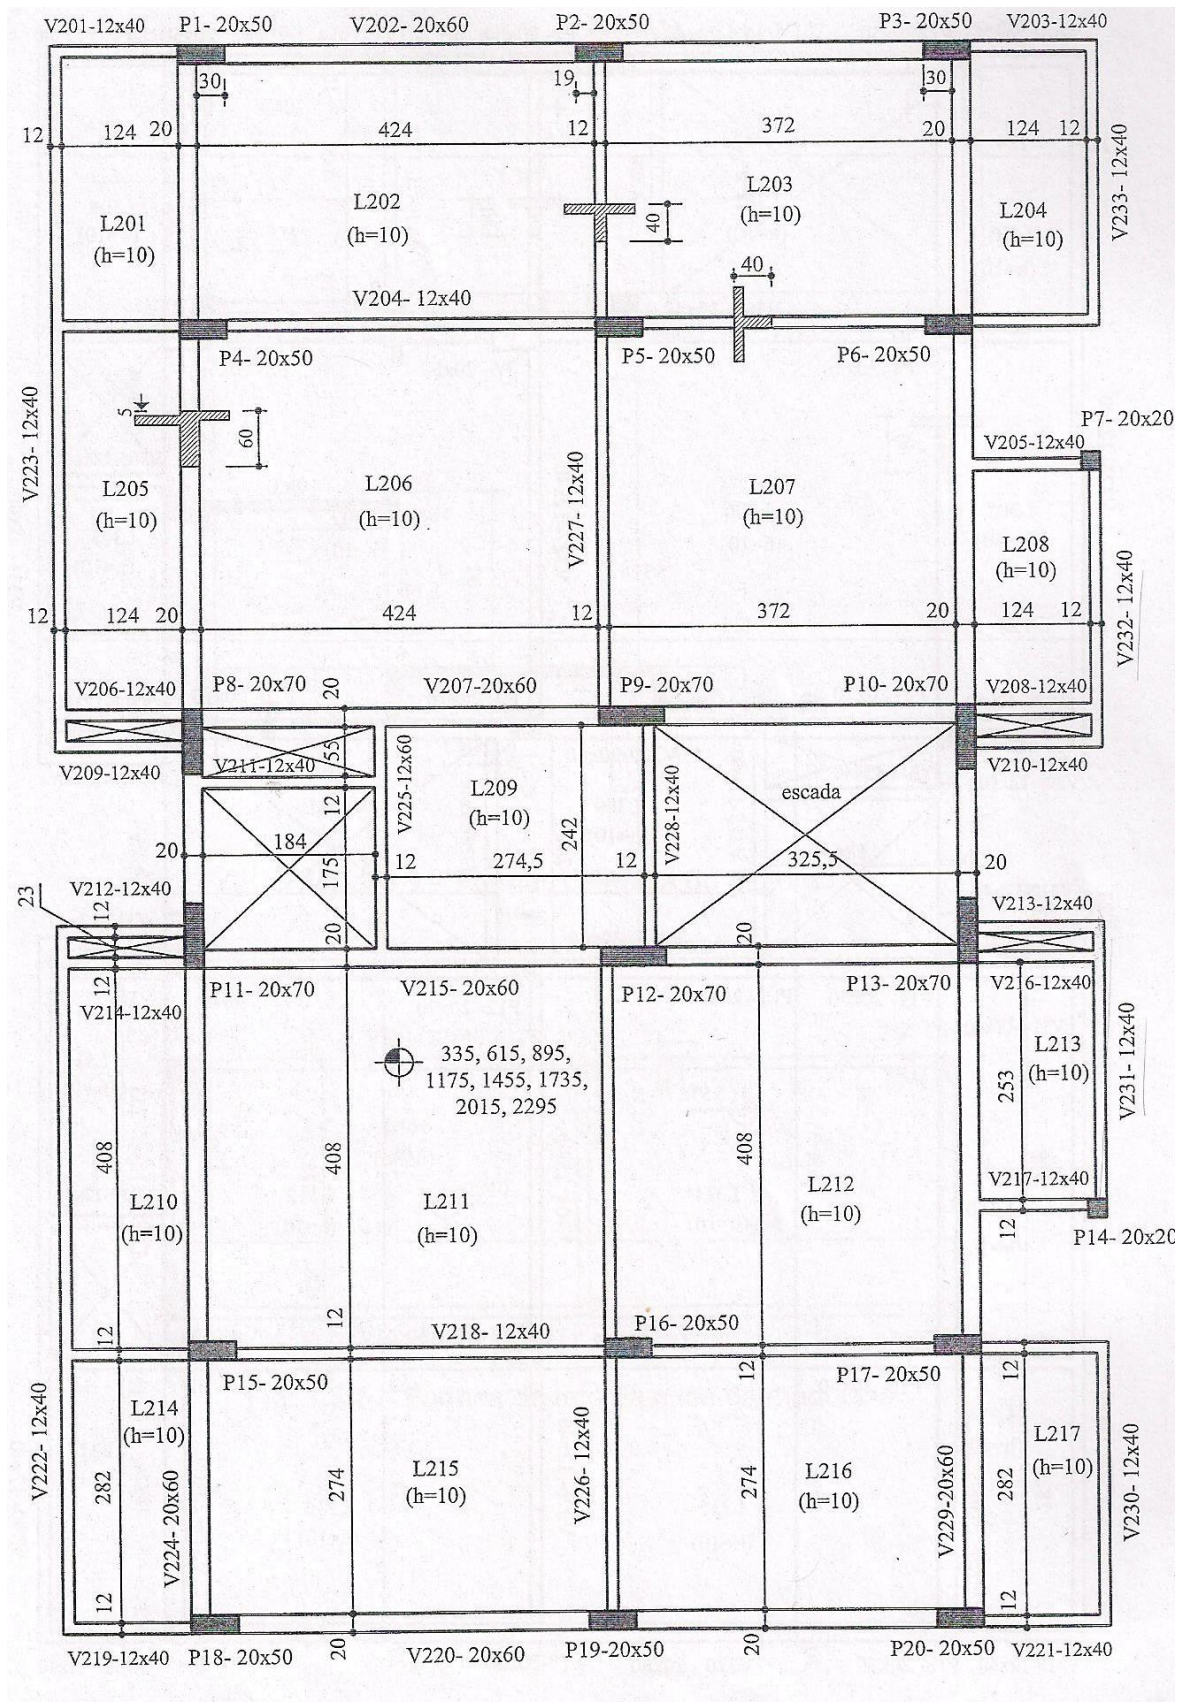 V201-12x40
P1- 20x50
V202- 20x60
P2- 20x50
P3- 20x50
V203-12x40
30
19
30
12
124
20
424
12
372
20
124
12
V233- 12x40
L201
(h=10)
L202
(h=10)
L203
(h=10)
L204
(h=10)
40
40
V204- 12x40
P4- 20x50
P5- 20x50
P6- 20x50
V223- 12x40
5
60
P7- 20x20
V205-12x40
L205
(h=10)
L206
(h=10)
V227- 12x40
L207
(h=10)
L208
(h=10)
V232- 12x40
12
124
20
424
12
372
20
124
12
V206-12x40
P8- 20x70
20
V207-20x60
P9- 20x70
P10- 20x70
V208-12x40
V209-12x40
V211-12x40
55
V225-12x60
L209
(h=10)
242
V228-12x40
escada
V210-12x40
12
20
184
175
12
274,5
12
325,5
20
23
V212-12x40
12
20
20
V213-12x40
12
V214-12x40
P11- 20x70
V215- 20x60
P12- 20x70
P13- 20x70
V216-12x40
335, 615, 895,
1175, 1455, 1735,
2015, 2295
L213
(h=10)
253
V231- 12x40
408
408
408
L210
(h=10)
L211
(h=10)
L212
(h=10)
V217-12x40
12
P14- 20x20
12
12
V218- 12x40
P16- 20x50
P15- 20x50
12
P17- 20x50
12
V222- 12x40
L214
(h=10)
282
V224- 20x60
274
L215
(h=10)
V226- 12x40
274
L216
(h=10)
V229-20x60
282
L217
(h=10)
V230- 12x40
12
12
V219-12x40
P18- 20x50
20
V220- 20x60
P19-20x50
20
P20- 20x50
V221-12x40